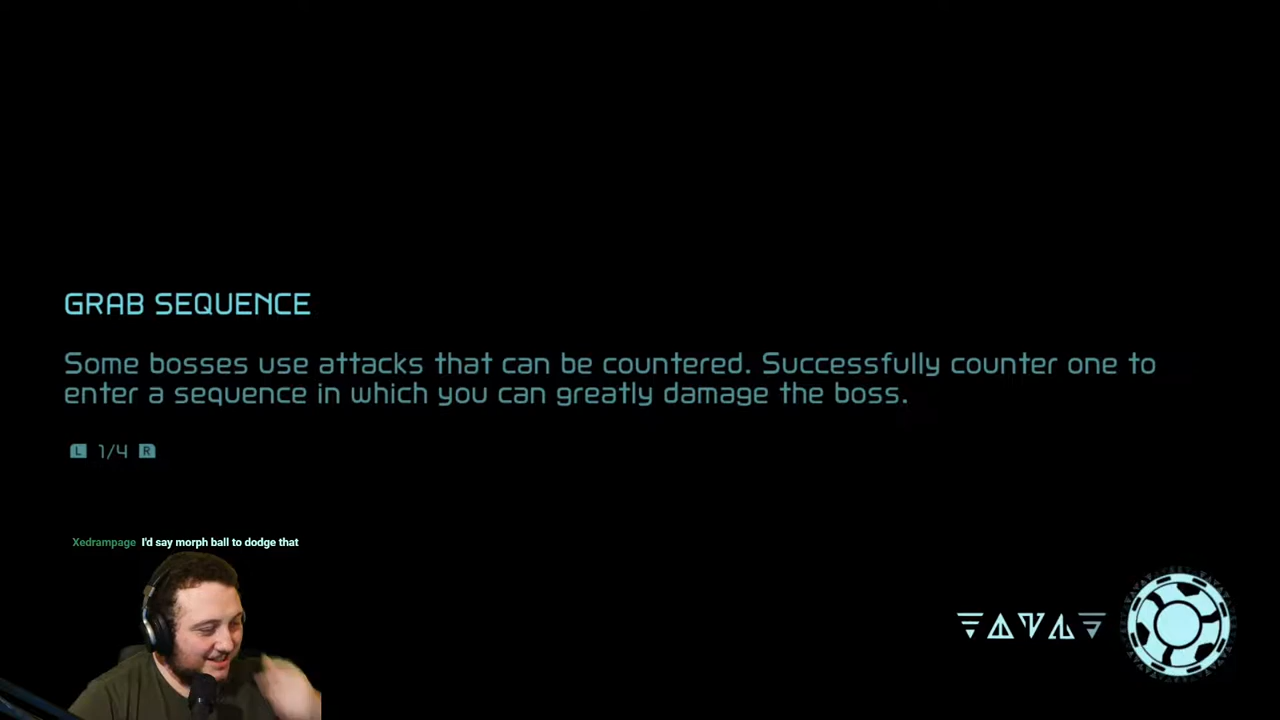 GRAB SEQUENCE
Some bosses use attacks that can be countered. Successfully counter one to
enter a sequence in which you can greatly damage the boss.
L 1/4 R
Xedrampage I'd say morph ball to dodge that